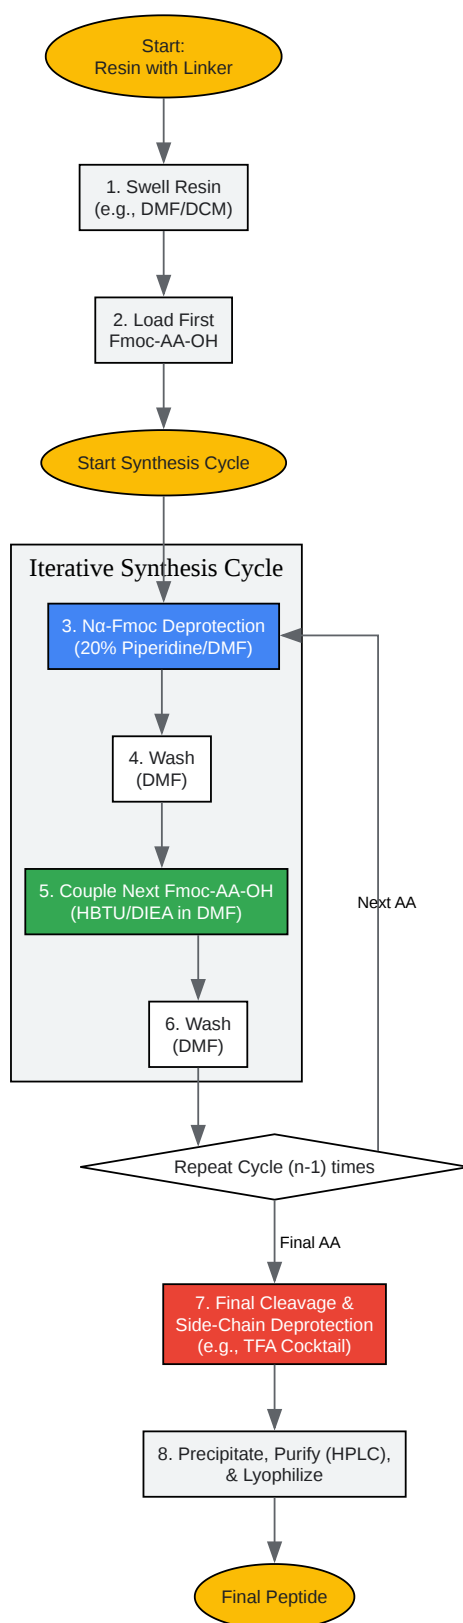 Start:
Resin with Linker
1. Swell Resin
(e.g., DMF/DCM)
2. Load First
Fmoc-AA-OH
Start Synthesis Cycle
Iterative Synthesis Cycle
3. Nα-Fmoc Deprotection
(20% Piperidine/DMF)
4. Wash
(DMF)
5. Couple Next Fmoc-AA-OH
(HBTU/DIEA in DMF)
Next AA
6. Wash
(DMF)
Repeat Cycle (n-1) times
Final AA
7. Final Cleavage &
Side-Chain Deprotection
(e.g., TFA Cocktail)
8. Precipitate, Purify (HPLC),
& Lyophilize
Final Peptide